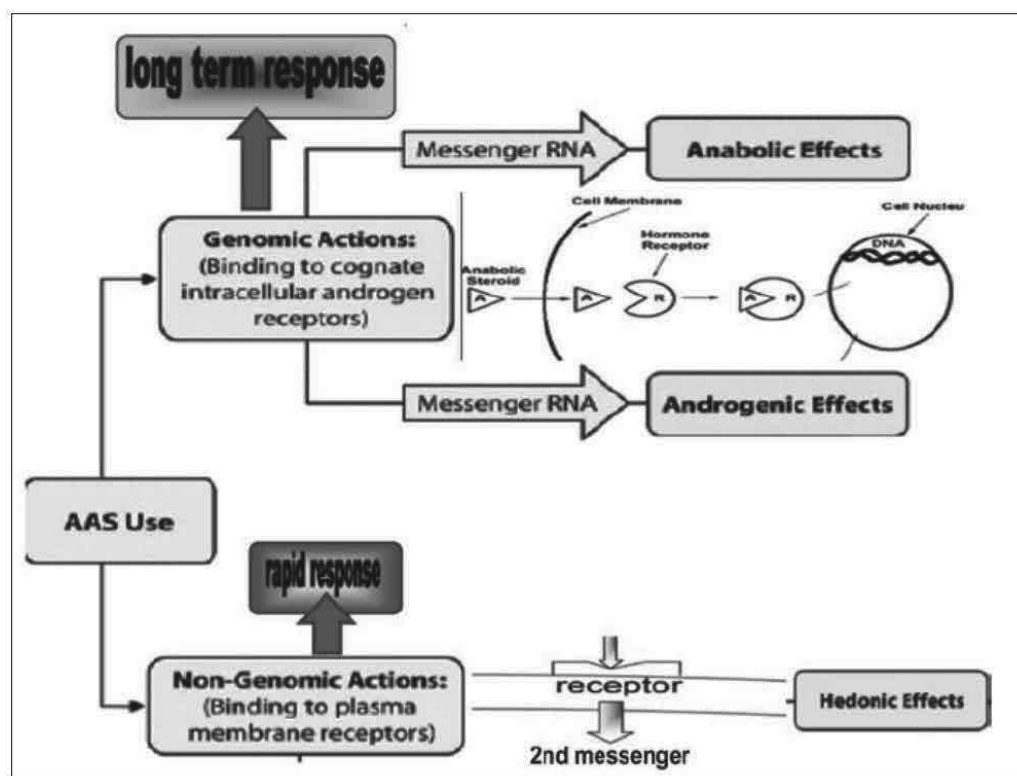 long term response
Messenger RNA
Anabolic Effects
Genomic Actions:
(Binding to cognate
intracellular androgen
receptors)
Cell Membrane
Hormone
Receptor
Anabolic
Steroid
A
A
R
A
R
Cell Nucleu
DNA
Messenger RNA
Androgenic Effects
AAS Use
rapid response
Non-Genomic Actions:
(Binding to plasma
membrane receptors)
receptor
2nd messenger
Hedonic Effects